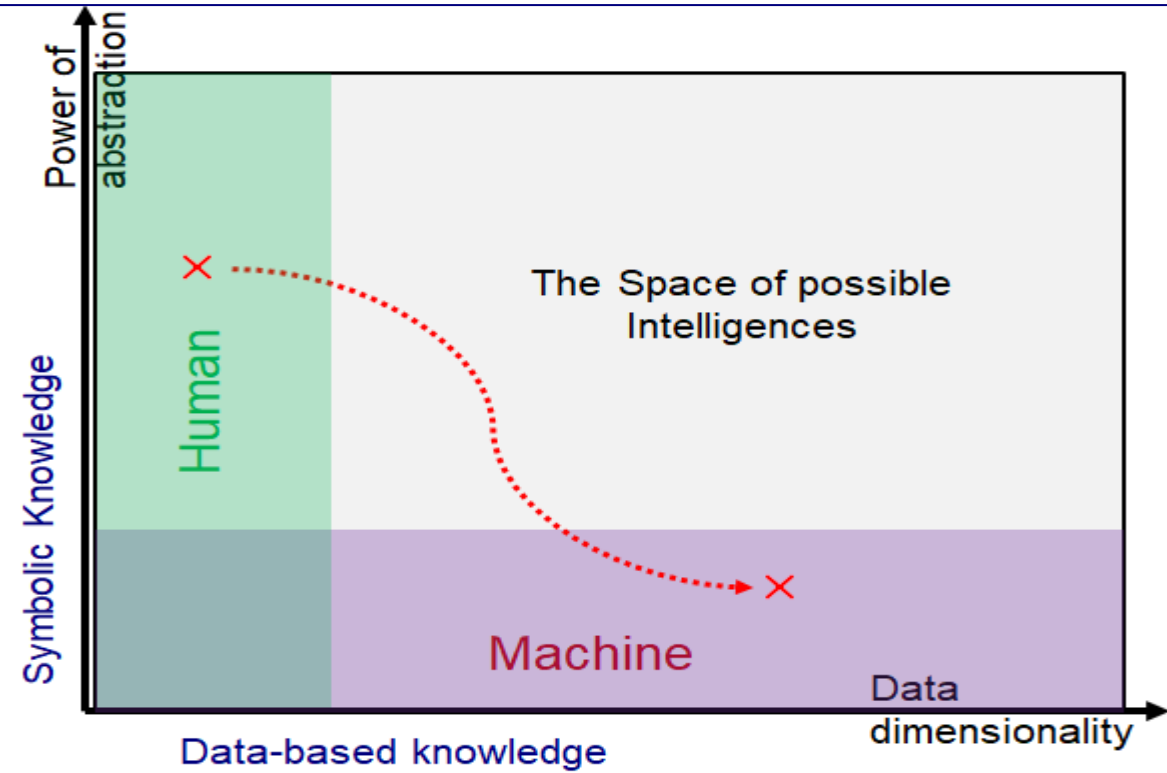 Power of
abstraction
The Space of possible
Intelligences
Human
Symbolic Knowledge
Machine
Data
dimensionality
Data-based knowledge